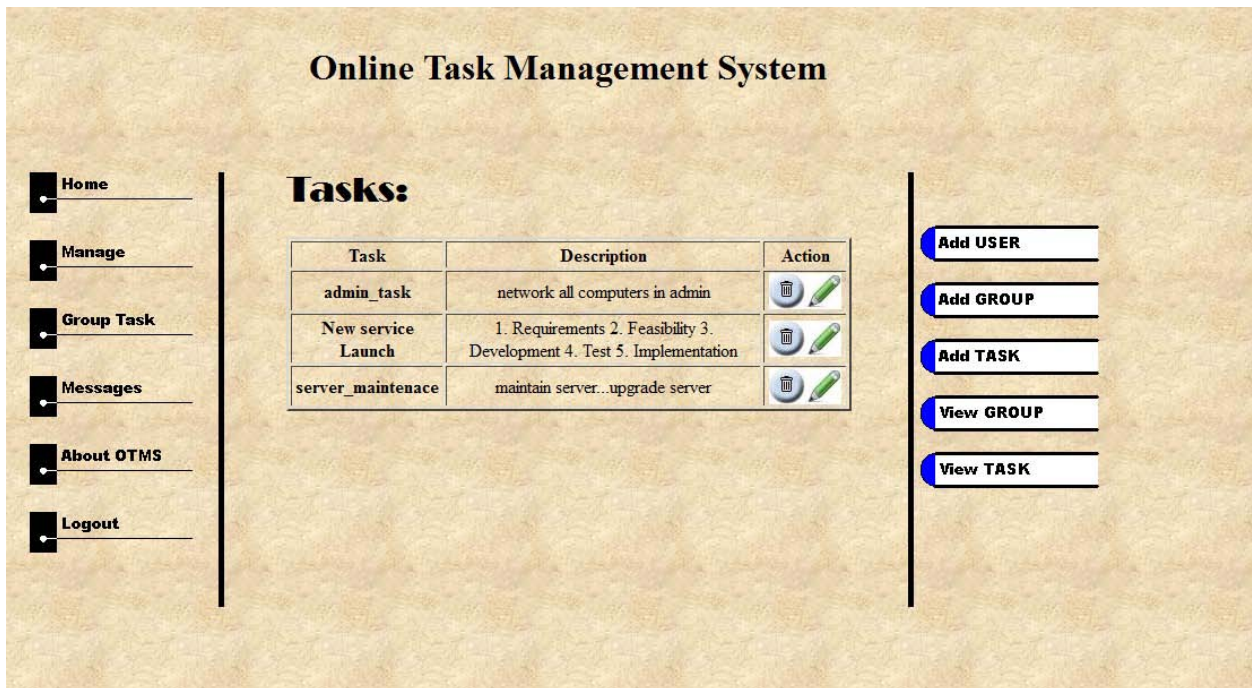 Online Task Management System
Home
Manage
Group Task
Messages
About OTMS
Logout
Tasks:
Task Description Action
admin_task network all computers in admin
New service 1. Requirements 2. Feasibility 3.
Launch Development 4. Test 5. Implementation
server_maintenace maintain server...upgrade server
Add USER
Add GROUP
Add TASK
View GROUP
View TASK